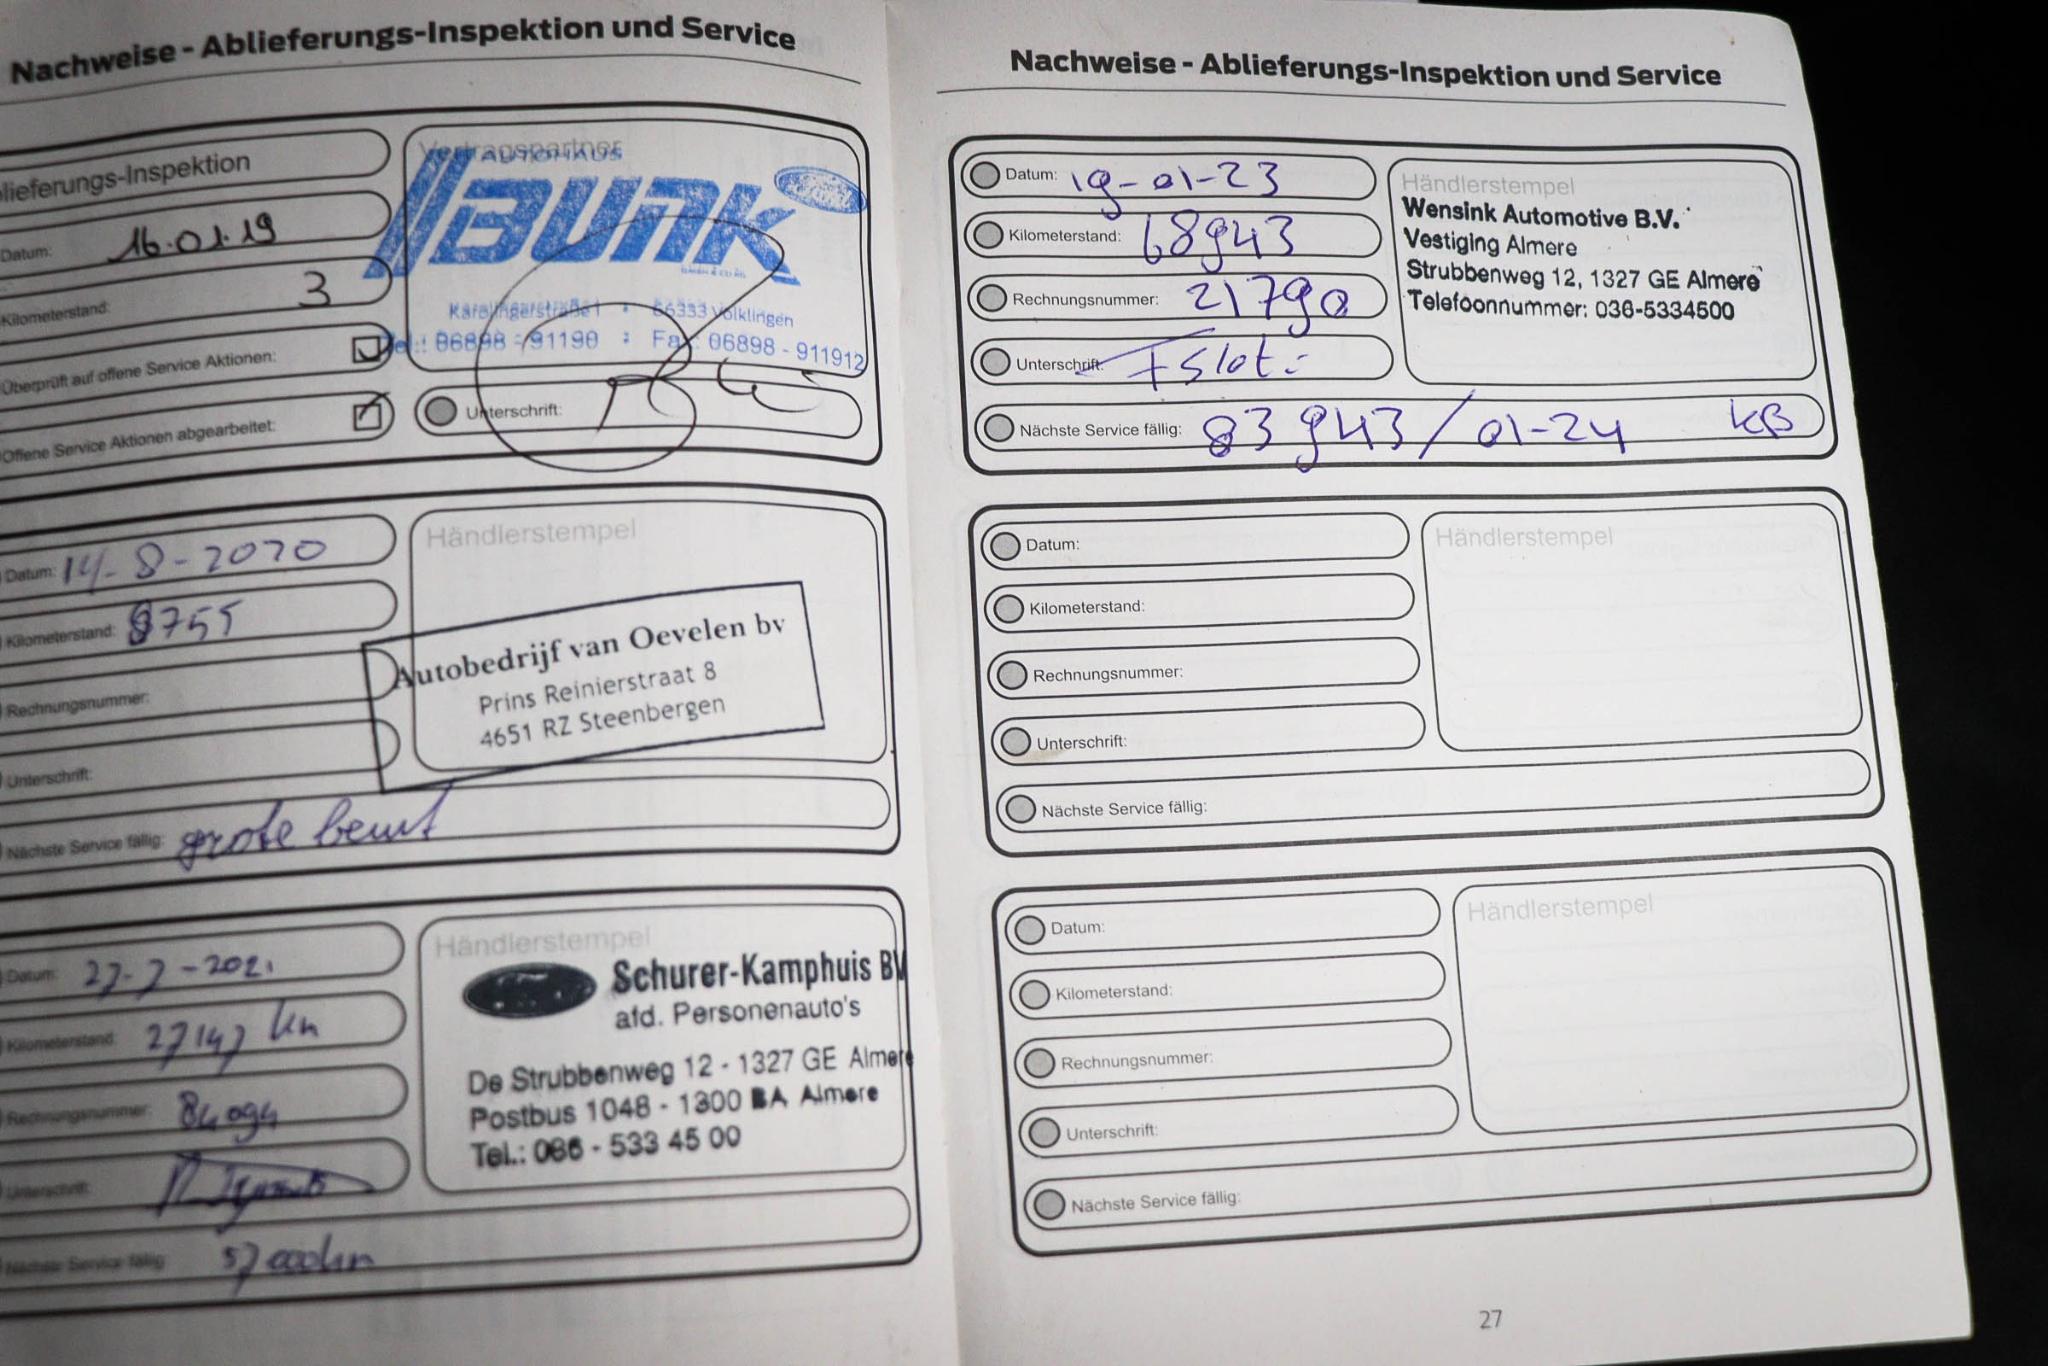 Nachweise - Ablieferungs-Inspektion und Service
lieferungs-Inspektion
Datum: 16.01.19
Kilometerstand: 3
Überprüft auf offene Service Aktionen:
Offene Service Aktionen abgearbeitet:
Vertragspartner
AUTOHAUS
BUNK
Ford
GMBH & CO KG
Karolingerstraße 1 · 66333 Völklingen
Tel.: 06898 - 91190 : Fax: 06898 - 911912
Unterschrift:
Datum: 14-8-2020
Kilometerstand: 9755
Rechnungsnummer:
Unterschrift:
Nächste Service fällig: grote beurt
Händlerstempel
Autobedrijf van Oevelen bv
Prins Reinierstraat 8
4651 RZ Steenbergen
Datum: 27-7-2021
Kilometerstand: 27147 km
Rechnungsnummer: 84094
Unterschrift:
Nächste Service fällig: 57000km
Händlerstempel
Schurer-Kamphuis BV
afd. Personenauto's
De Strubbenweg 12 - 1327 GE Almere
Postbus 1048 - 1300 BA Almere
Tel.: 036 - 533 45 00
Nachweise - Ablieferungs-Inspektion und Service
Datum: 19-01-23
Kilometerstand: 68943
Rechnungsnummer: 21790
Unterschrift:
Nächste Service fällig: 83943/01-24 KB
Händlerstempel
Wensink Automotive B.V.
Vestiging Almere
Strubbenweg 12, 1327 GE Almere
Telefoonnummer: 036-5334500
Datum:
Kilometerstand:
Rechnungsnummer:
Unterschrift:
Nächste Service fällig:
Händlerstempel
Datum:
Kilometerstand:
Rechnungsnummer:
Unterschrift:
Nächste Service fällig:
Händlerstempel
27